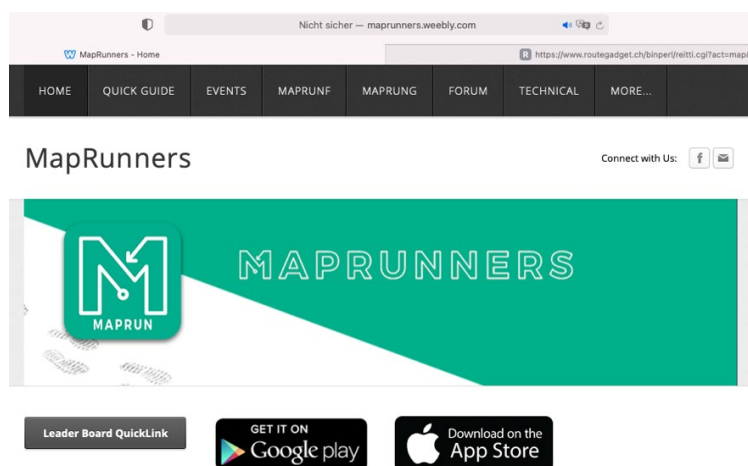 Nicht sicher — maprunners.weebly.com
MapRunners - Home
R https://www.routegadget.ch/binperl/reitti.cgi?act=map&
HOME QUICK GUIDE EVENTS MAPRUNF MAPRUNG FORUM TECHNICAL MORE...
MapRunners
Connect with Us: f
MAPRUNNERS
M
MAPRUN
Leader Board QuickLink
GET IT ON
Google play
Download on the
App Store